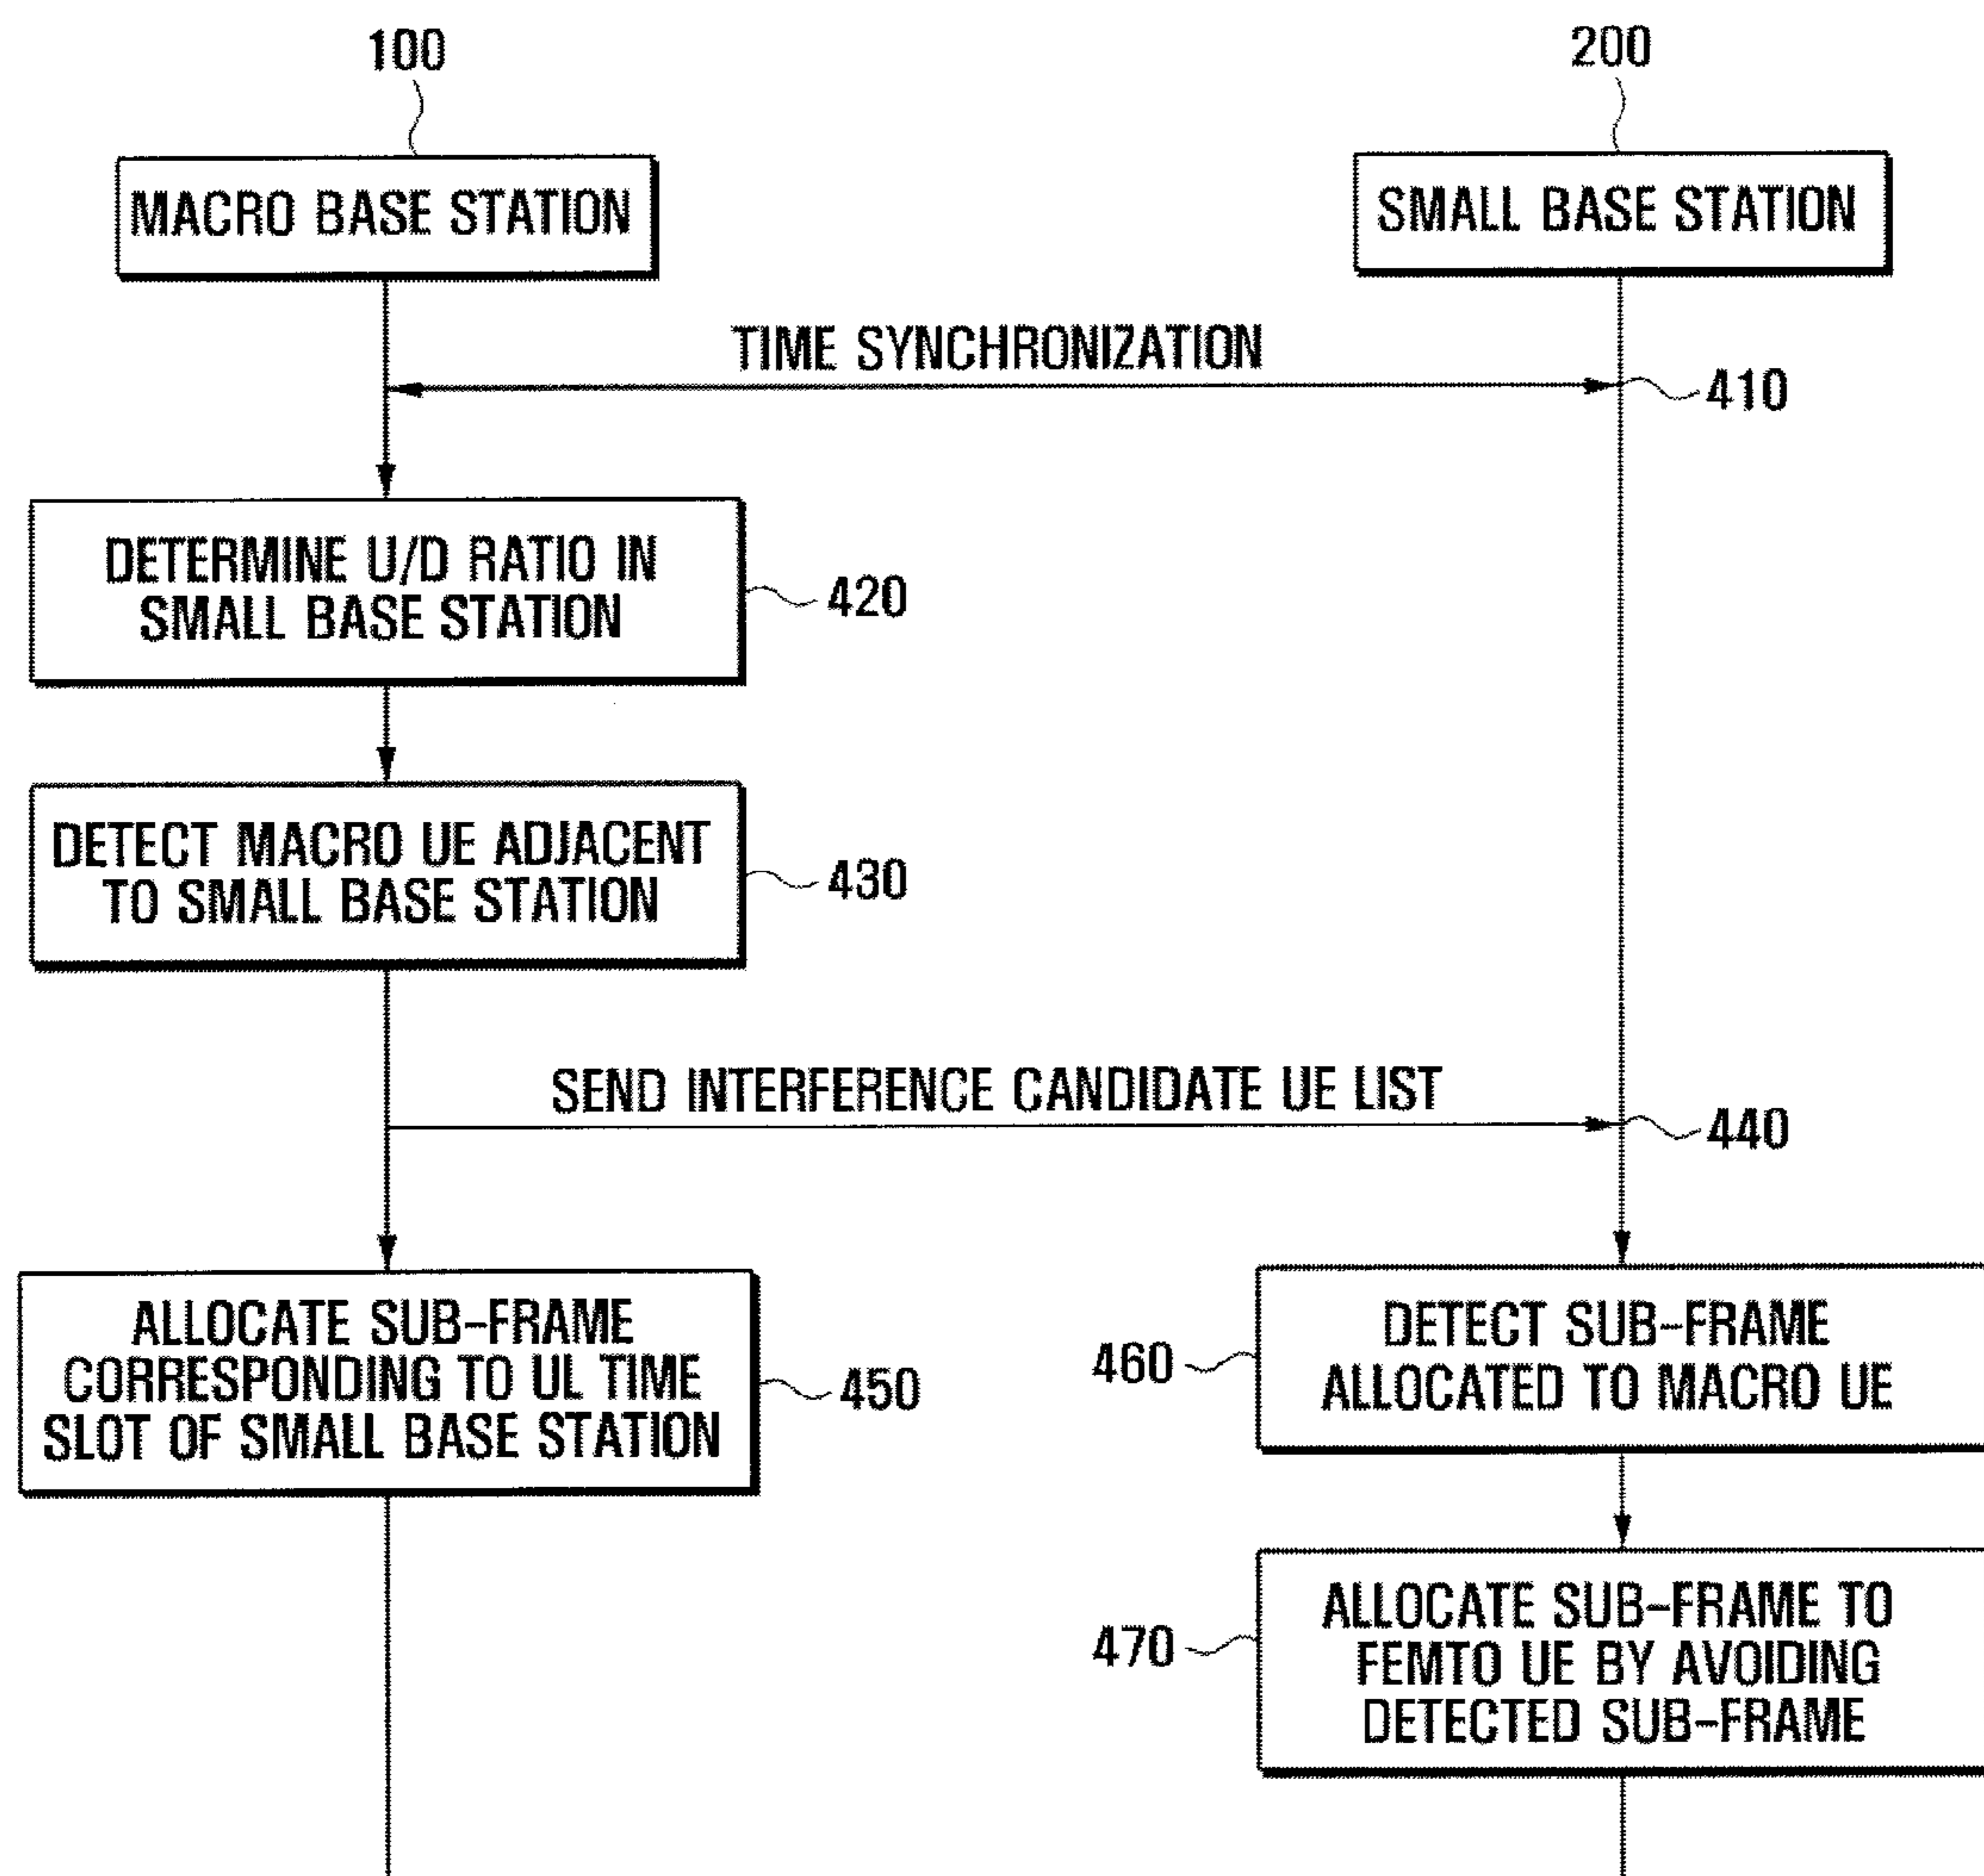 100
200
MACRO BASE STATION
SMALL BASE STATION
TIME SYNCHRONIZATION
410
DETERMINE U/D RATIO IN
SMALL BASE STATION
420
DETECT MACRO UE ADJACENT
TO SMALL BASE STATION
430
SEND INTERFERENCE CANDIDATE UE LIST
440
ALLOCATE SUB-FRAME
CORRESPONDING TO UL TIME
SLOT OF SMALL BASE STATION
450
460
DETECT SUB-FRAME
ALLOCATED TO MACRO UE
470
ALLOCATE SUB-FRAME TO
FEMTO UE BY AVOIDING
DETECTED SUB-FRAME